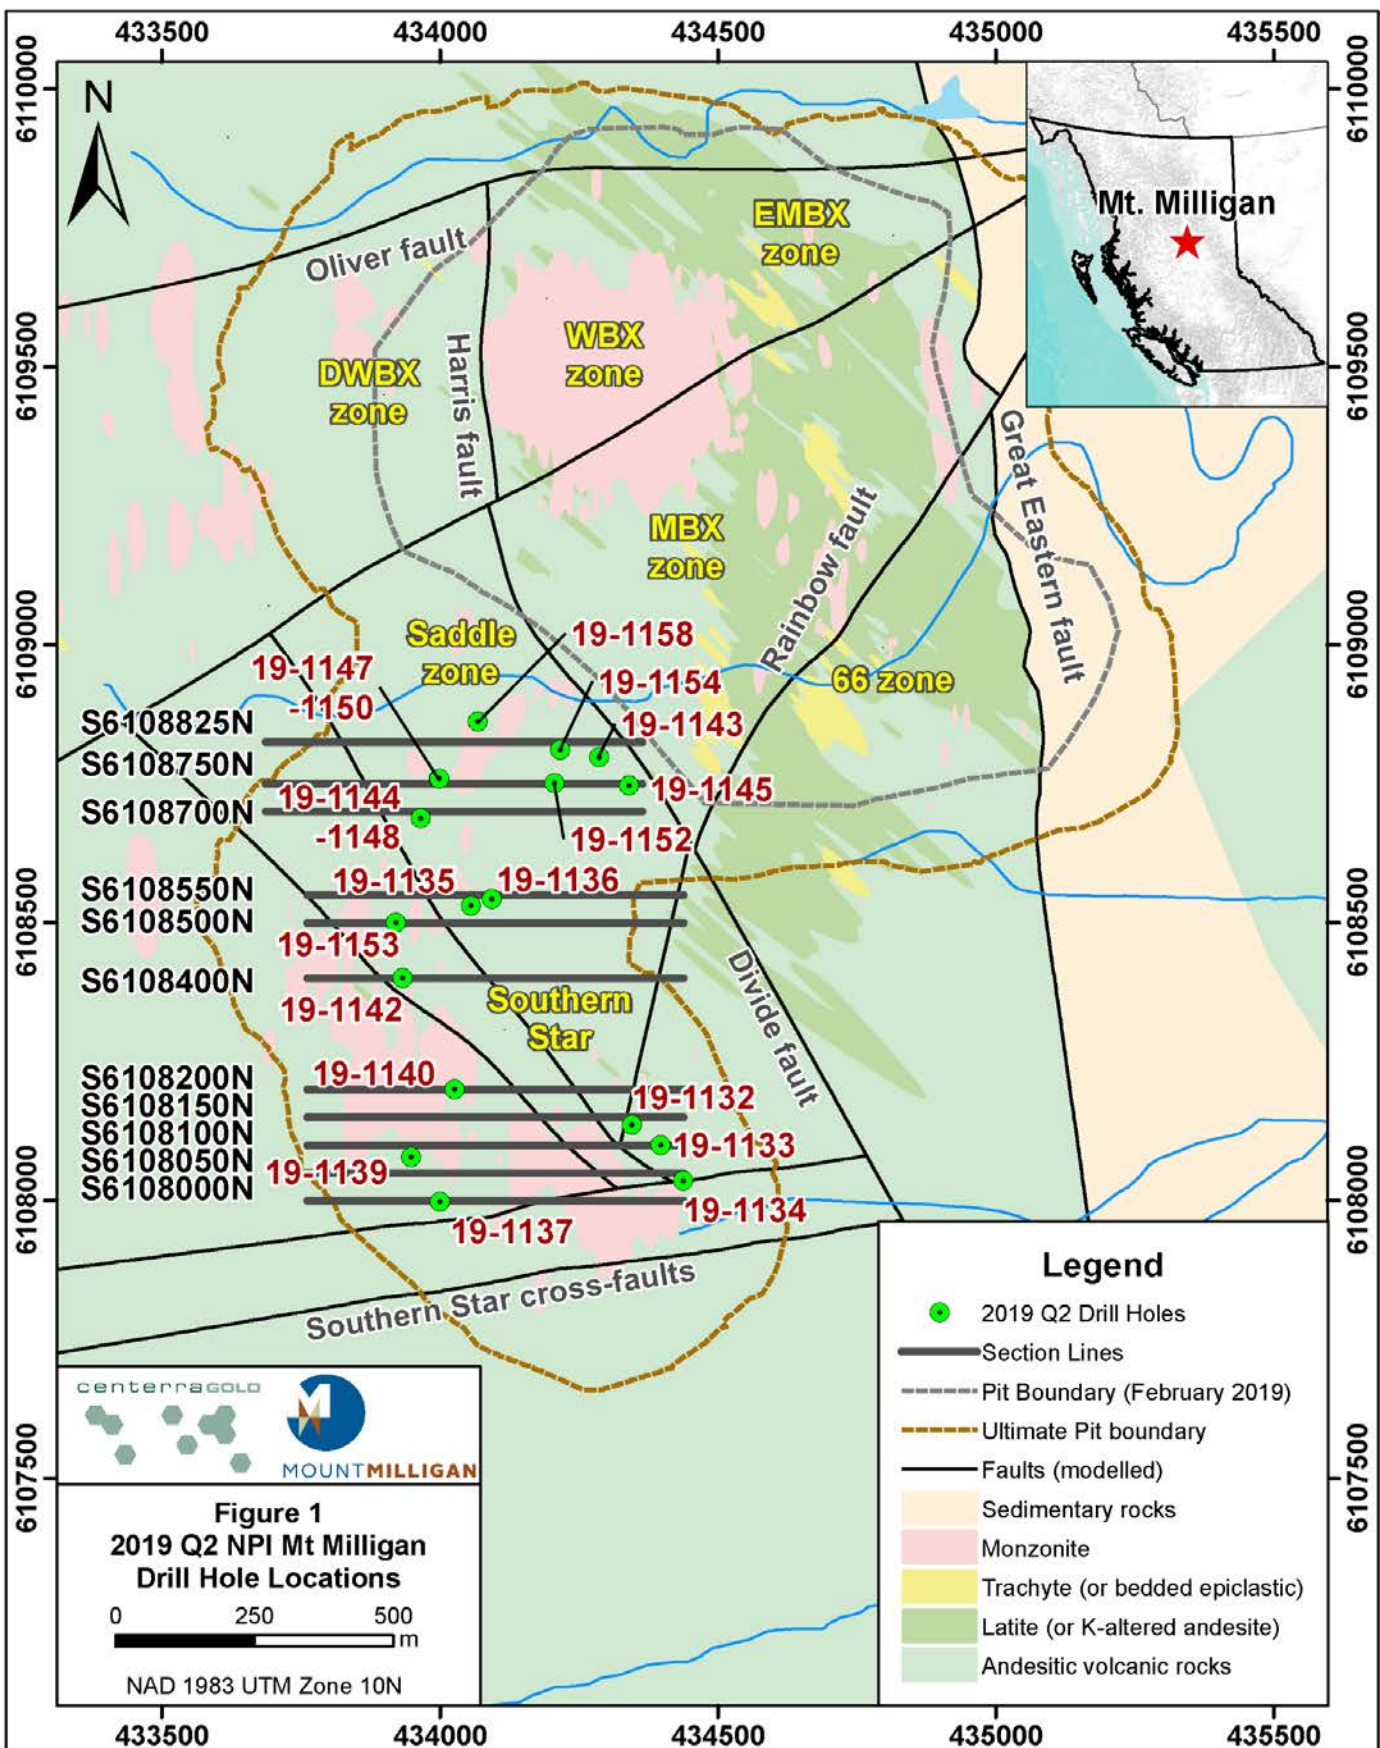 433500 434000 434500 435000 435500
6110000
6110000
N
Mt. Milligan
EMBX
zone
Oliver fault
WBX
zone
DWBX
zone
Harris fault
6109500
6109500
Great Eastern fault
MBX
zone
Rainbow fault
6109000
6109000
Saddle
zone
66 zone
19-1158
19-1147
-1150
19-1154
19-1143
S6108825N
S6108750N
19-1145
19-1144
-1148
S6108700N
19-1152
S6108550N
19-1135
19-1136
S6108500N
6108500
6108500
19-1153
S6108400N
19-1142
Southern
Star
Divide fault
S6108200N
19-1140
S6108150N
19-1132
S6108100N
19-1133
S6108050N
19-1139
S6108000N
6108000
6108000
19-1134
19-1137
Southern Star cross-faults
Legend
2019 Q2 Drill Holes
Section Lines
Pit Boundary (February 2019)
Ultimate Pit boundary
Faults (modelled)
Sedimentary rocks
Monzonite
Trachyte (or bedded epiclastic)
Latite (or K-altered andesite)
Andesitic volcanic rocks
centerraGOLD
M
MOUNTMILLIGAN
6107500
6107500
Figure 1
2019 Q2 NPI Mt Milligan
Drill Hole Locations
0 250 500
m
NAD 1983 UTM Zone 10N
433500 434000 434500 435000 435500